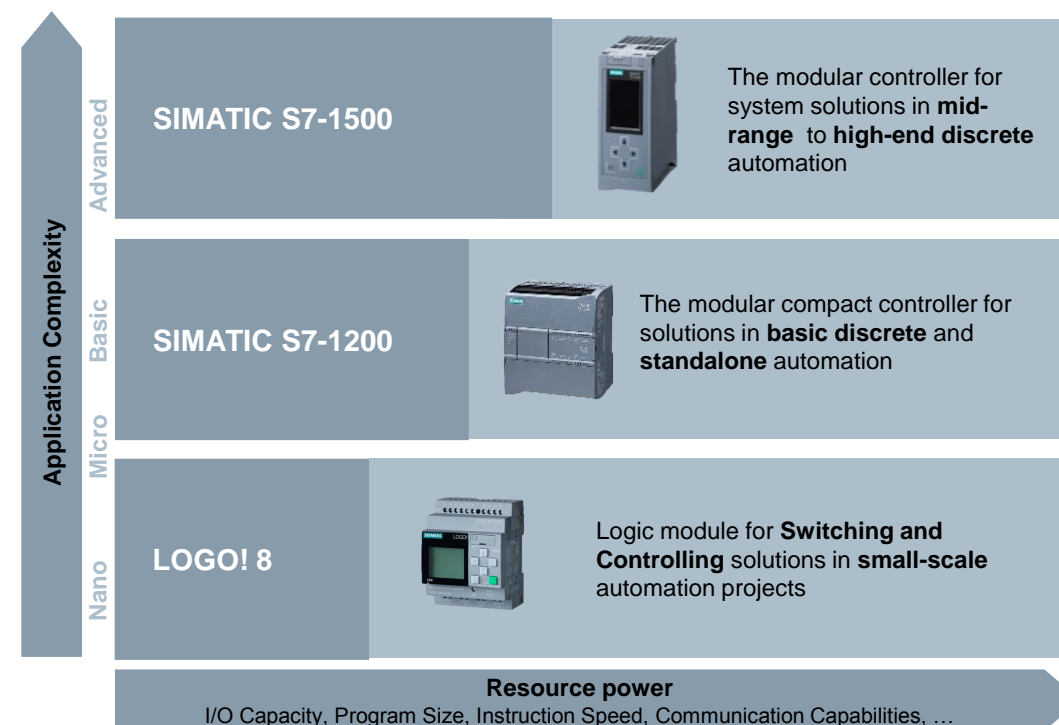 Application Complexity
Advanced
Basic
Micro
Nano
SIMATIC S7-1500
The modular controller for
system solutions in mid-
range to high-end discrete
automation
SIMATIC S7-1200
The modular compact controller for
solutions in basic discrete and
standalone automation
LOGO! 8
SIEMENS
LOGO!
Logic module for Switching and
Controlling solutions in small-scale
automation projects
Resource power
I/O Capacity, Program Size, Instruction Speed, Communication Capabilities, …